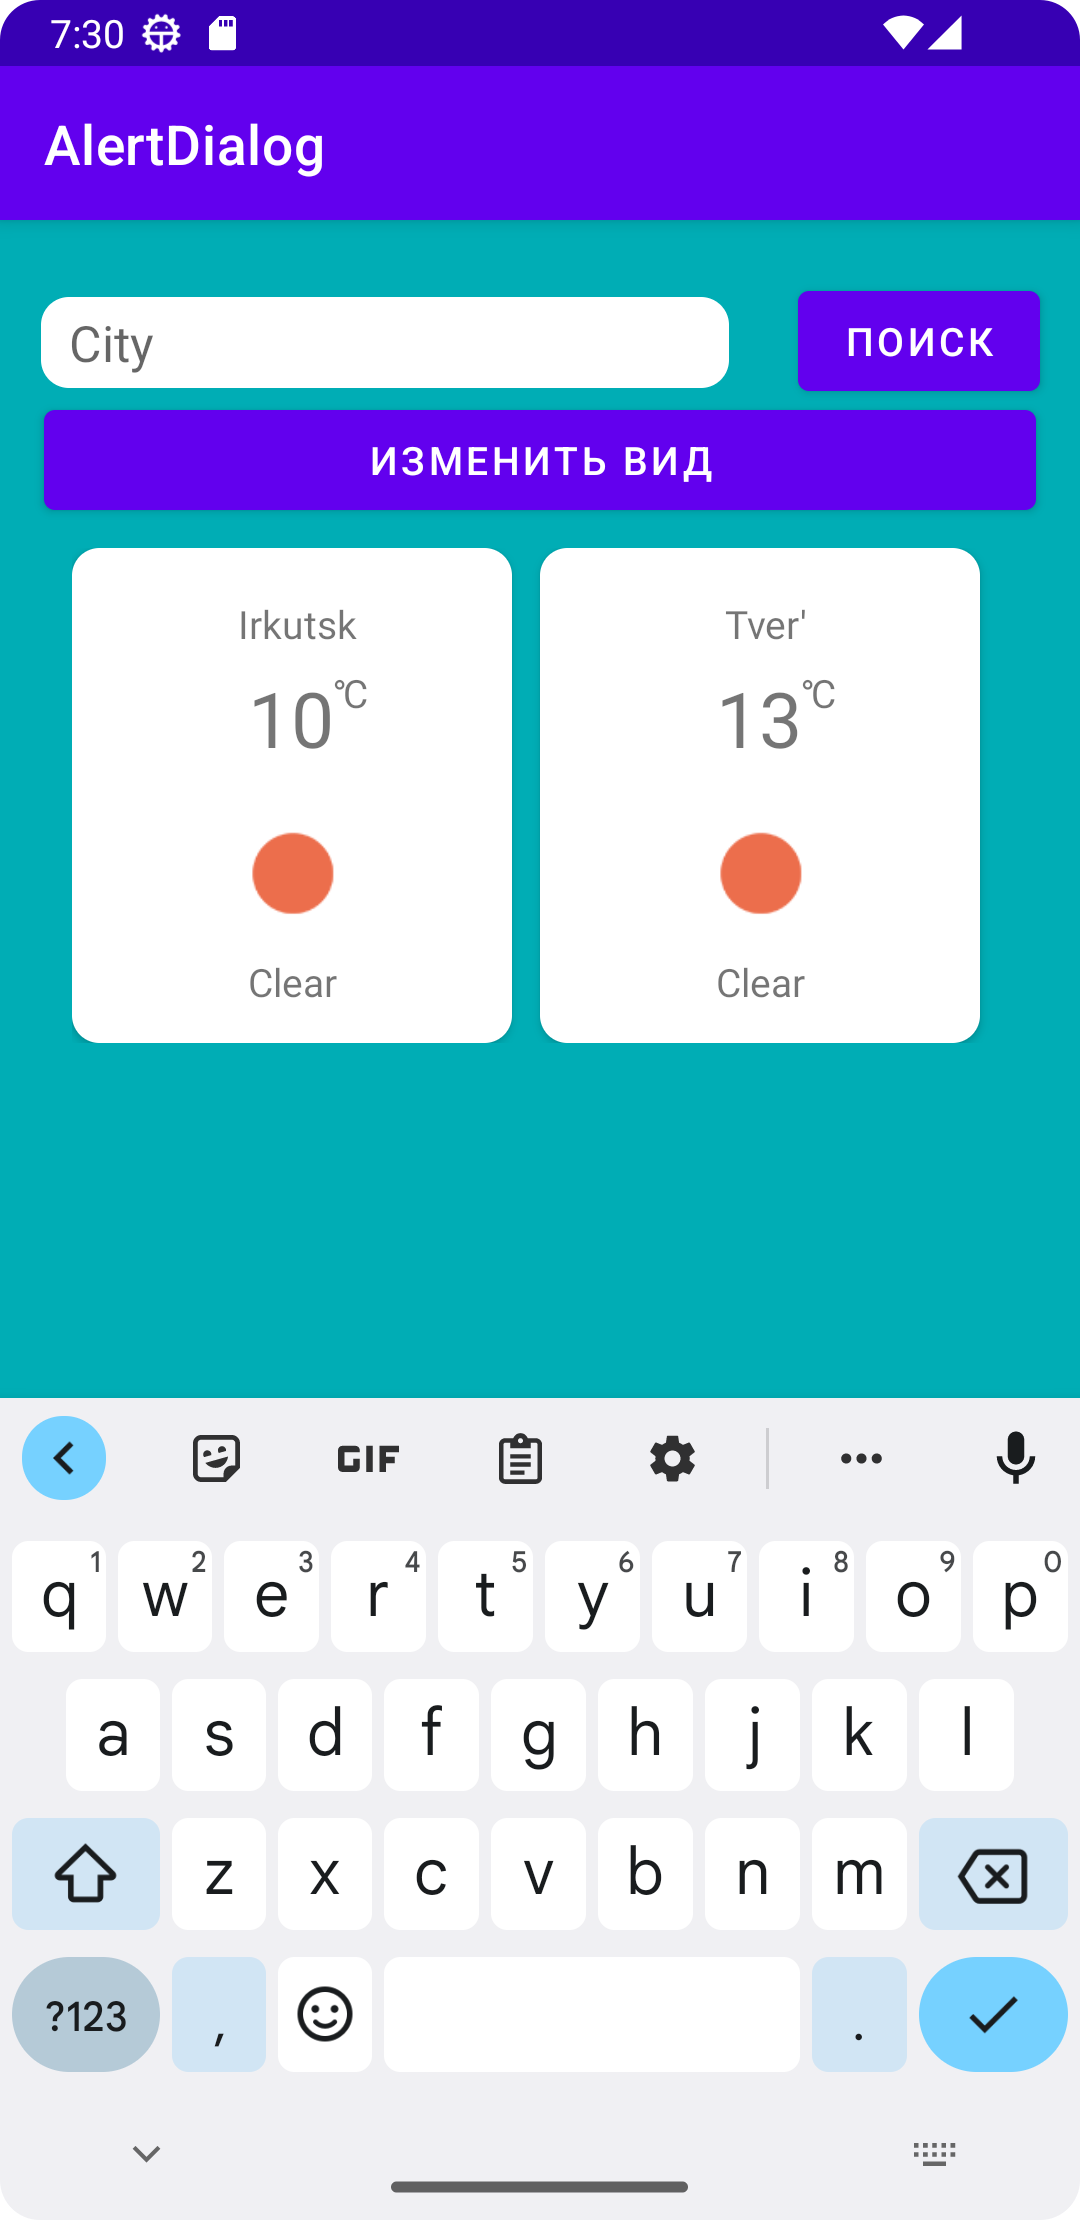 7:30
AlertDialog
City
ПОИСК
ИЗМЕНИТЬ ВИД
Irkutsk
10 °C
Clear
Tver'
13 °C
Clear
GIF
q 1 w 2 e 3 r 4 t 5 y 6 u 7 i 8 o 9 p 0
a s d f g h j k l
z x c v b n m
?123 , .